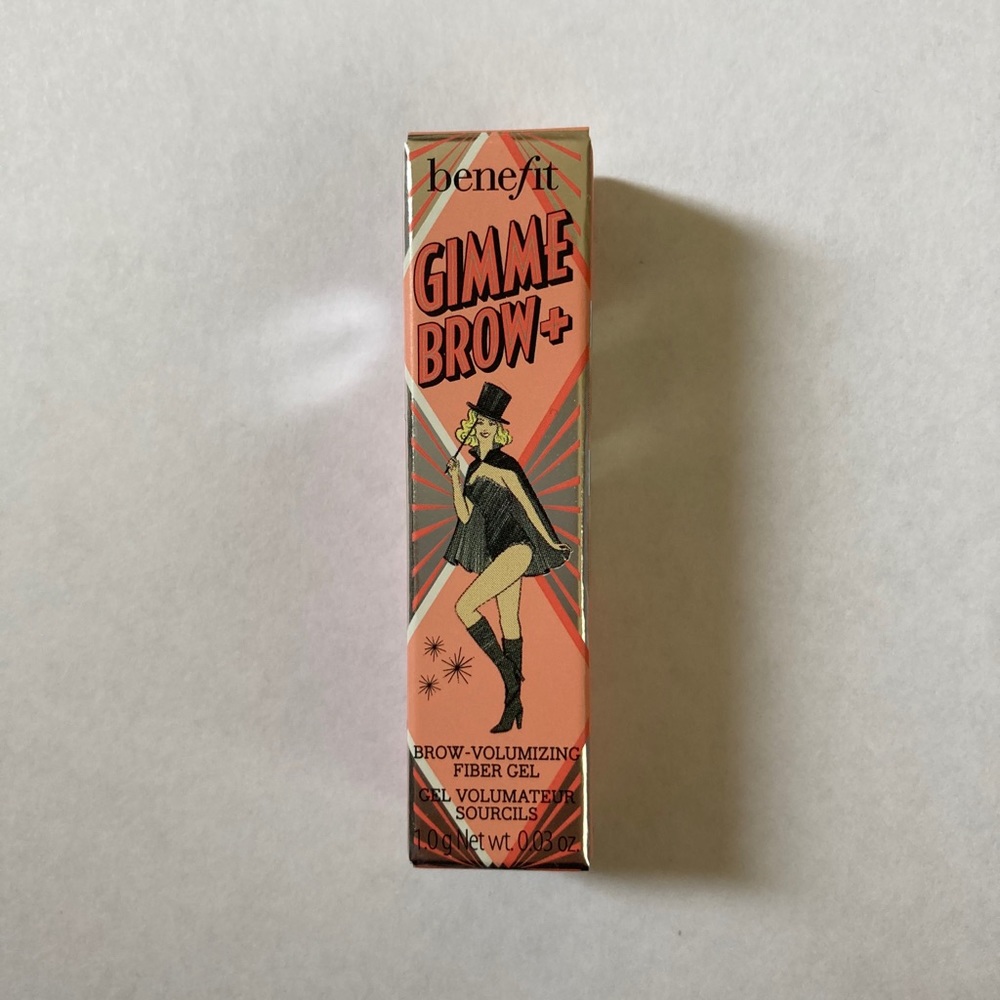 benefit
GIMME
BROW+
BROW-VOLUMIZING
FIBER GEL
GEL VOLUMATEUR
SOURCILS
1.0 g Net wt. 0.03 oz.